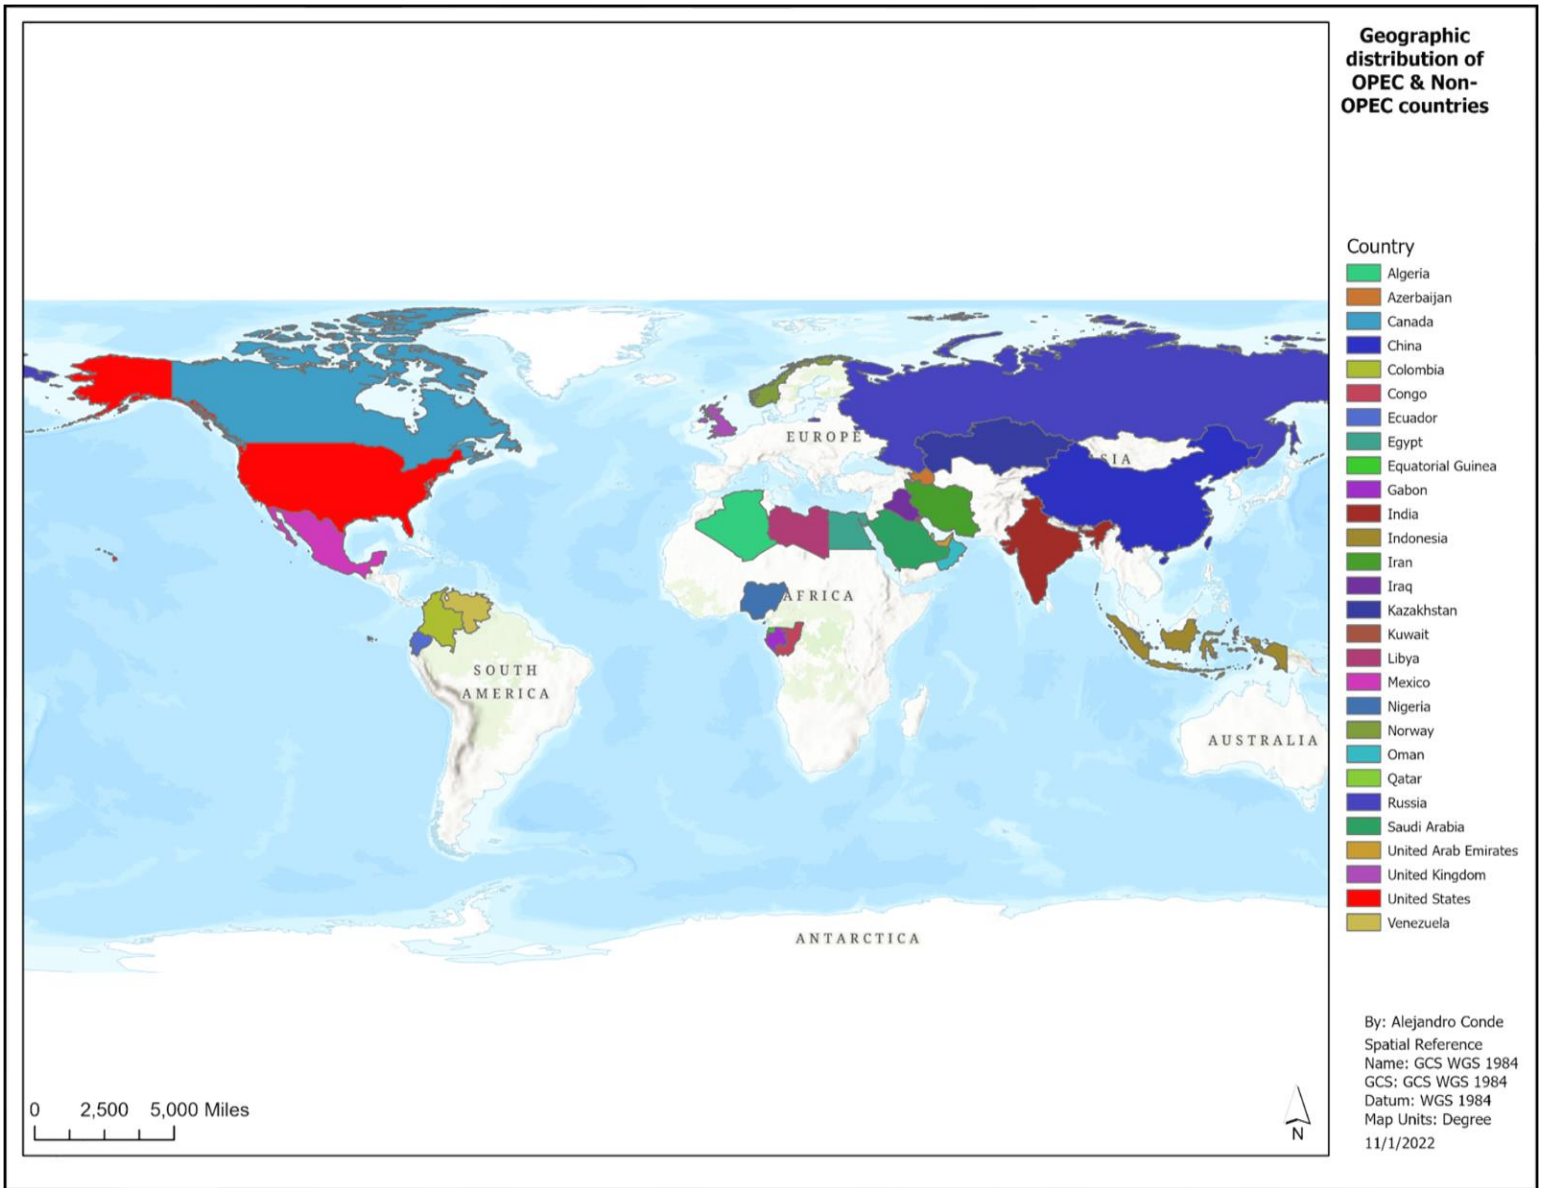 Geographic
distribution of
OPEC & Non-
OPEC countries
Country
Algeria
Azerbaijan
Canada
China
Colombia
Congo
Ecuador
Egypt
Equatorial Guinea
Gabon
India
Indonesia
Iran
Iraq
Kazakhstan
Kuwait
Libya
Mexico
Nigeria
Norway
Oman
Qatar
Russia
Saudi Arabia
United Arab Emirates
United Kingdom
United States
Venezuela
EUROPE
SIA
AFRICA
SOUTH
AMERICA
AUSTRALIA
ANTARCTICA
0 2,500 5,000 Miles
N
By: Alejandro Conde
Spatial Reference
Name: GCS WGS 1984
GCS: GCS WGS 1984
Datum: WGS 1984
Map Units: Degree
11/1/2022